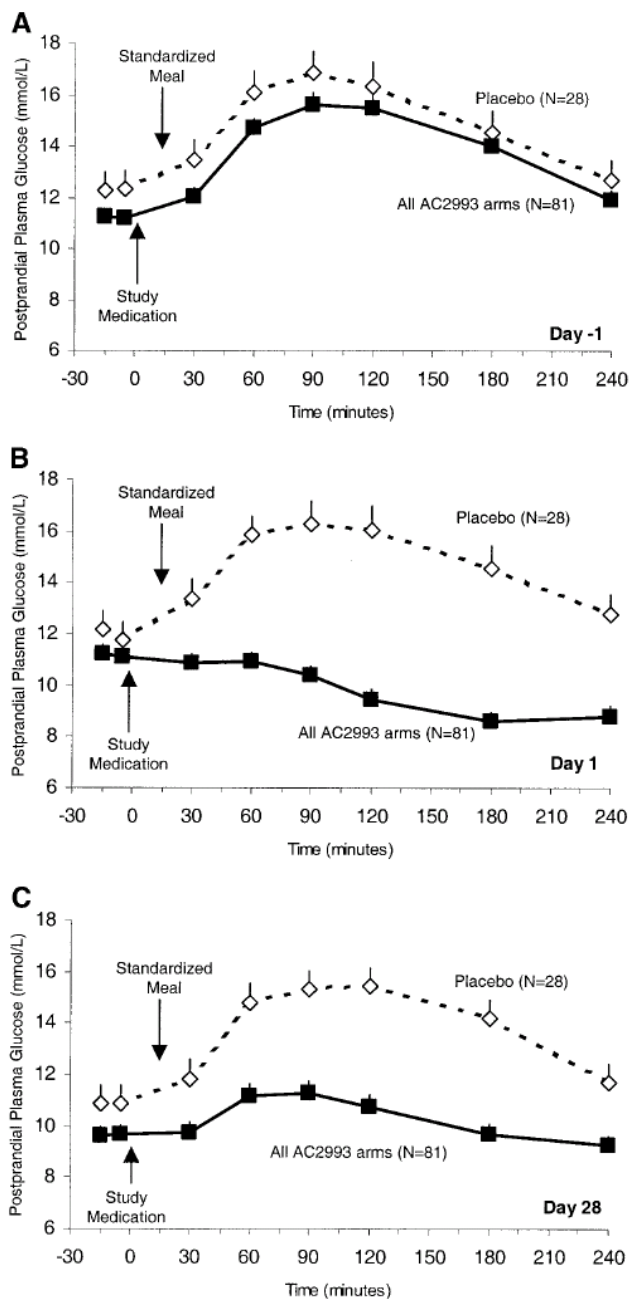 A
Postprandial Plasma Glucose (mmol/L)
18
16
14
12
10
8
6
Standardized
Meal
Placebo (N=28)
All AC2993 arms (N=81)
Study
Medication
Day -1
-30 0 30 60 90 120 150 180 210 240
Time (minutes)
B
Postprandial Plasma Glucose (mmol/L)
18
16
14
12
10
8
6
Standardized
Meal
Placebo (N=28)
Study
Medication
All AC2993 arms (N=81)
Day 1
-30 0 30 60 90 120 150 180 210 240
Time (minutes)
C
Postprandial Plasma Glucose (mmol/L)
18
16
14
12
10
8
6
Standardized
Meal
Placebo (N=28)
All AC2993 arms (N=81)
Study
Medication
Day 28
-30 0 30 60 90 120 150 180 210 240
Time (minutes)